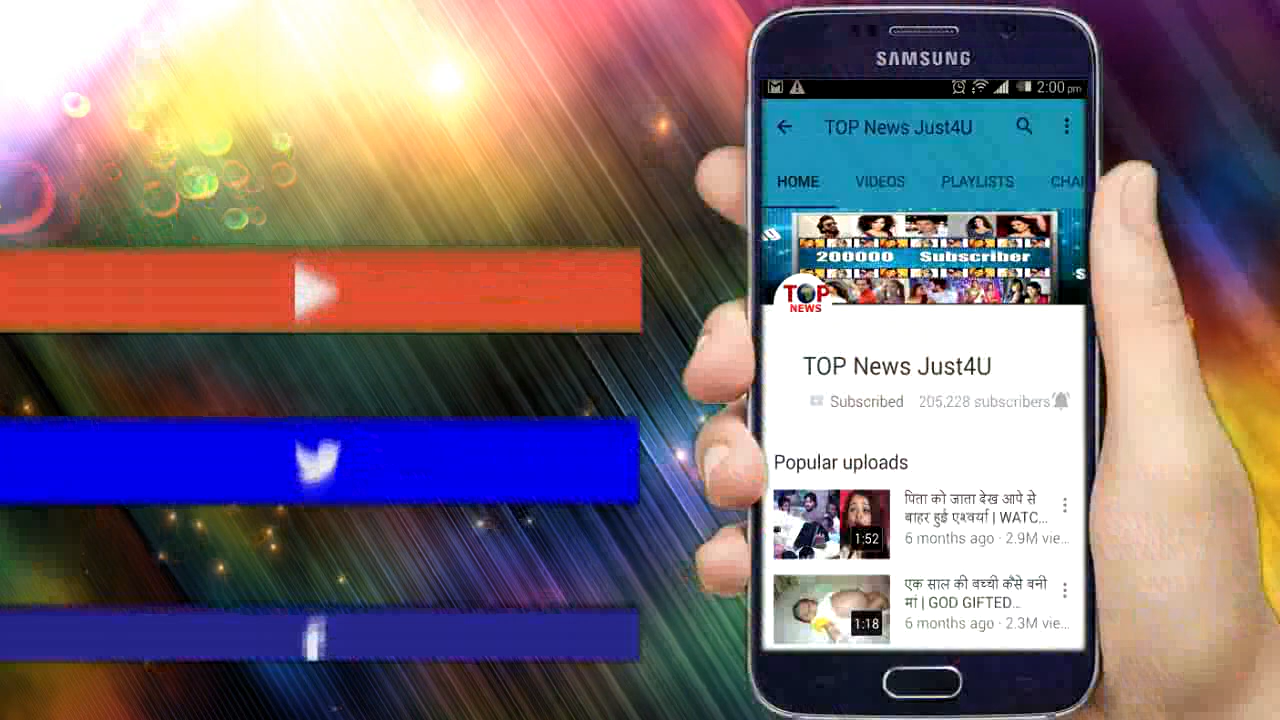 SAMSUNG
2:00 pm
TOP News Just4U
HOME VIDEOS PLAYLISTS CHA
200000 Subscriber
TOP
NEWS
TOP News Just4U
Subscribed 205,228 subscribers
Popular uploads
पिता को जाता देख आपे से
बाहर हुई एश्वर्या | WATC...
6 months ago · 2.9M vie...
1:52
एक साल की बच्ची कैसे बनी
मां | GOD GIFTED...
6 months ago · 2.3M vie...
1:18